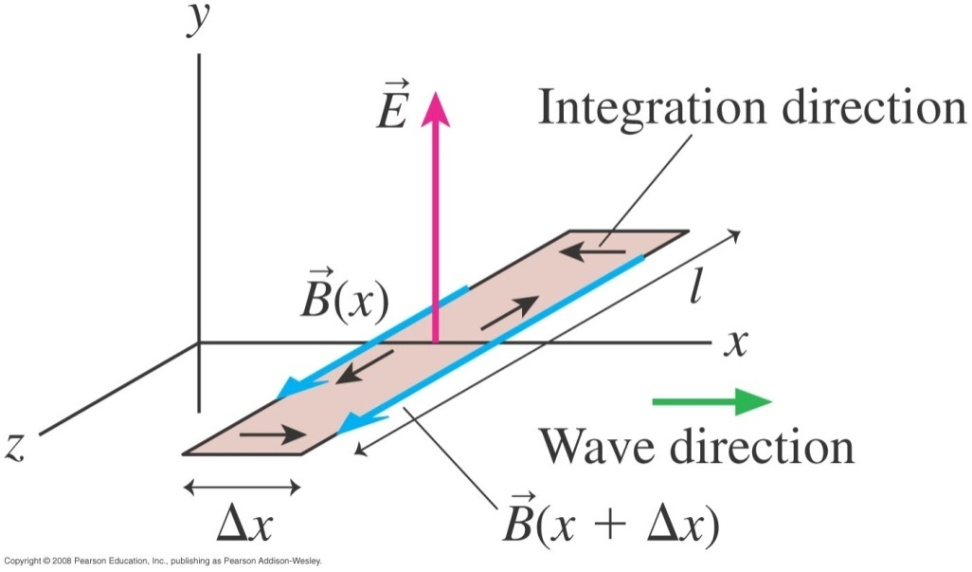 y
E⃗
Integration direction
B⃗(x)
l
x
z
Wave direction
Δx
B⃗(x + Δx)
Copyright © 2008 Pearson Education, Inc., publishing as Pearson Addison-Wesley.